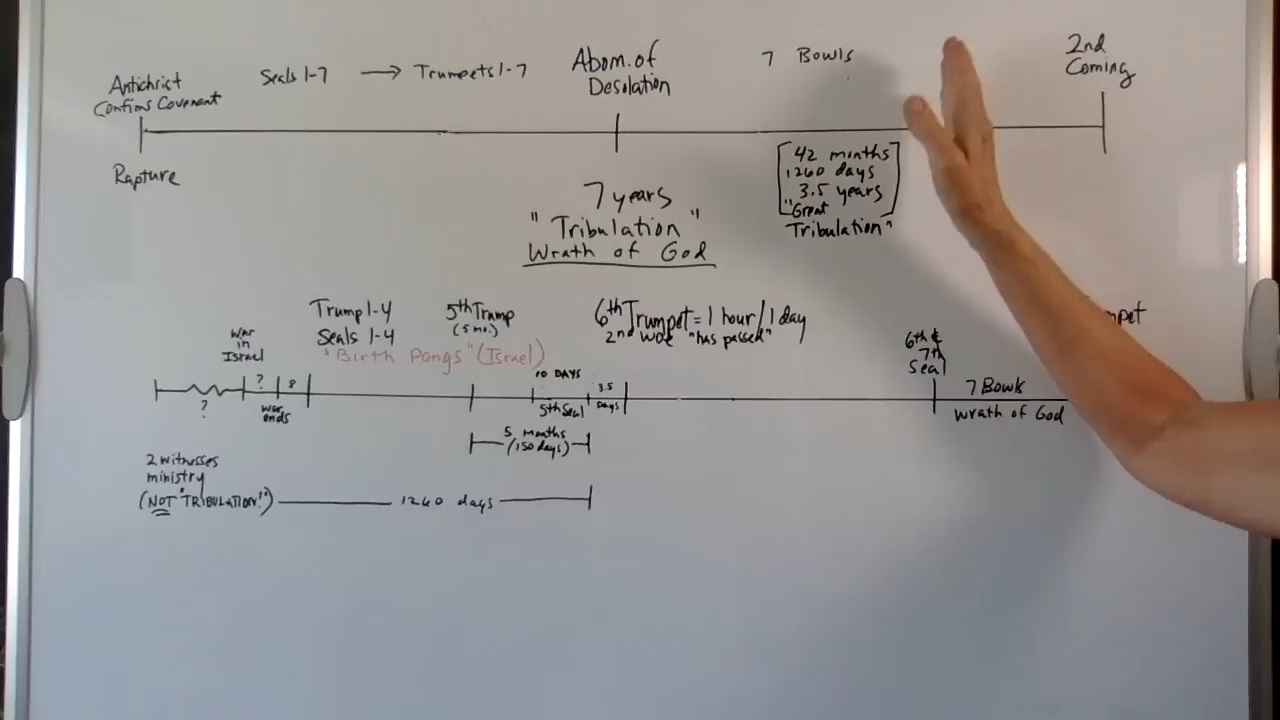 Antichrist
Confirms Covenant
Seals 1-7 → Trumpets 1-7
Abom. of
Desolation
7 Bowls
2nd
Coming
Rapture
7 years
"Tribulation"
Wrath of God
42 months
1260 days
3.5 years
"Great
Tribulation"
War
in
Israel
Trump 1-4
Seals 1-4
"Birth Pangs" (Israel)
5th Trump
(5 mo.)
6th Trumpet = 1 hour/1 day
2nd woe "has passed"
6th &
7th
Seal
?
?
8
war
ends
10 DAYS
5th Seal
3.5
Days
7 Bowls
wrath of God
5 months
(150 days)
2 witnesses
ministry
(NOT "TRIBULATION!")
1260 days